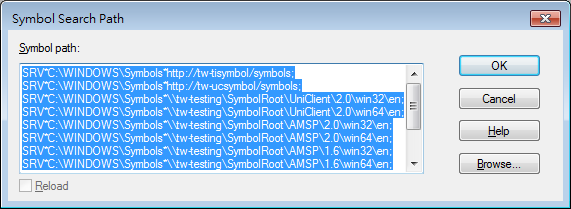 Symbol Search Path
Symbol path:
SRV*C:\WINDOWS\Symbols*http://tw-tisymbol/symbols;
SRV*C:\WINDOWS\Symbols*http://tw-ucsymbol/symbols;
SRV*C:\WINDOWS\Symbols*\\tw-testing\SymbolRoot\UniClient\2.0\win32\en;
SRV*C:\WINDOWS\Symbols*\\tw-testing\SymbolRoot\UniClient\2.0\win64\en;
SRV*C:\WINDOWS\Symbols*\\tw-testing\SymbolRoot\AMSP\2.0\win32\en;
SRV*C:\WINDOWS\Symbols*\\tw-testing\SymbolRoot\AMSP\2.0\win64\en;
SRV*C:\WINDOWS\Symbols*\\tw-testing\SymbolRoot\AMSP\1.6\win32\en;
SRV*C:\WINDOWS\Symbols*\\tw-testing\SymbolRoot\AMSP\1.6\win64\en;
Reload
OK
Cancel
Help
Browse...